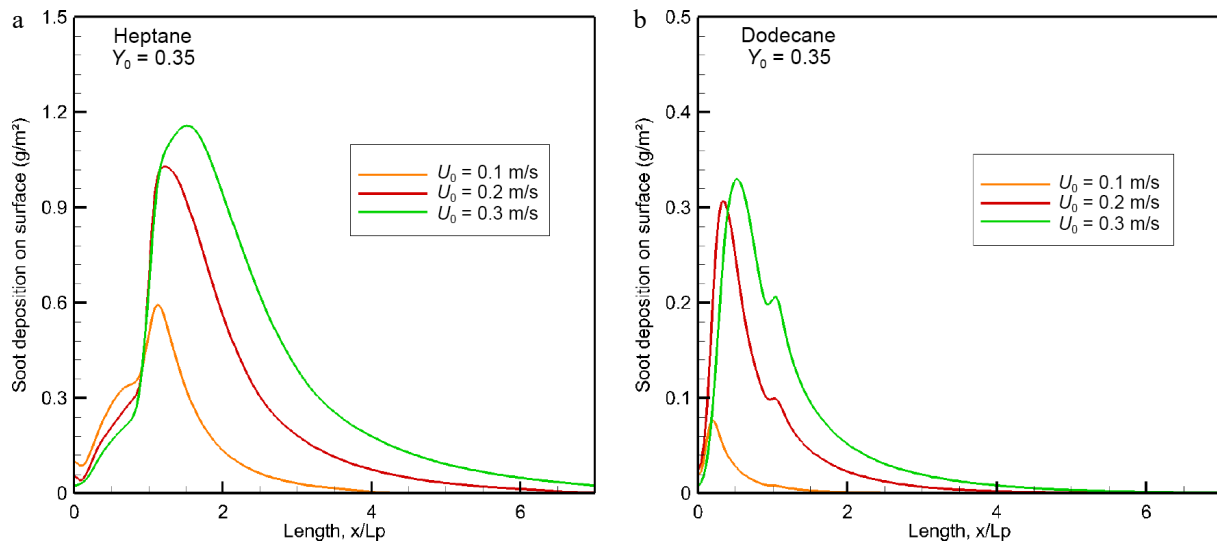 a
Heptane
Y₀ = 0.35
Soot deposition on surface (g/m²)
1.5
1.2
0.9
0.6
0.3
0
U₀ = 0.1 m/s
U₀ = 0.2 m/s
U₀ = 0.3 m/s
0 2 4 6
Length, x/Lp
b
Dodecane
Y₀ = 0.35
Soot deposition on surface (g/m²)
0.5
0.4
0.3
0.2
0.1
0
U₀ = 0.1 m/s
U₀ = 0.2 m/s
U₀ = 0.3 m/s
0 2 4 6
Length, x/Lp